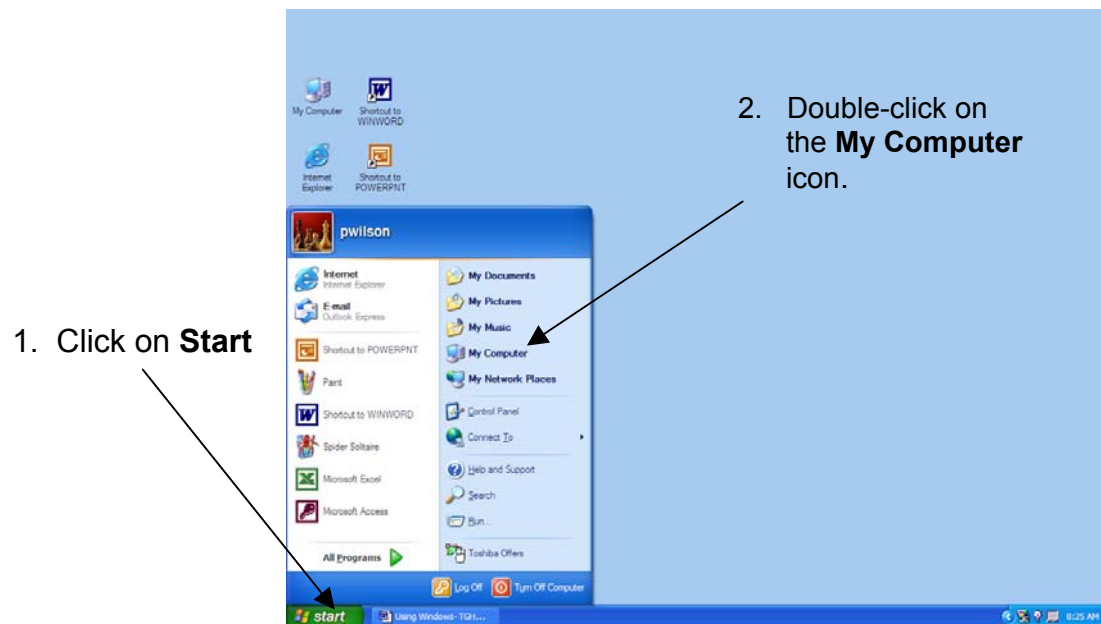 My Computer
Shortcut to
WINWORD
Internet
Explorer
Shortcut to
POWERPNT
2. Double-click on
the My Computer
icon.
1. Click on Start
pwilson
Internet
Internet Explorer
E-mail
Outlook Express
Shortcut to POWERPNT
Paint
Shortcut to WINWORD
Spider Solitaire
Microsoft Excel
Microsoft Access
All Programs
My Documents
My Pictures
My Music
My Computer
My Network Places
Control Panel
Connect To
Help and Support
Search
Run...
Toshiba Offers
Log Off
Turn Off Computer
start
Using Windows-TGH...
8:25 AM